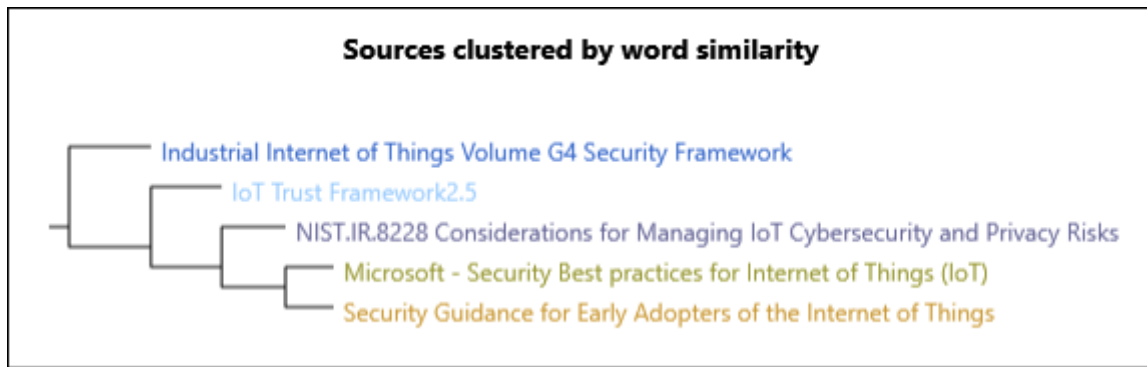 Sources clustered by word similarity
Industrial Internet of Things Volume G4 Security Framework
IoT Trust Framework2.5
NIST.IR.8228 Considerations for Managing IoT Cybersecurity and Privacy Risks
Microsoft - Security Best practices for Internet of Things (IoT)
Security Guidance for Early Adopters of the Internet of Things